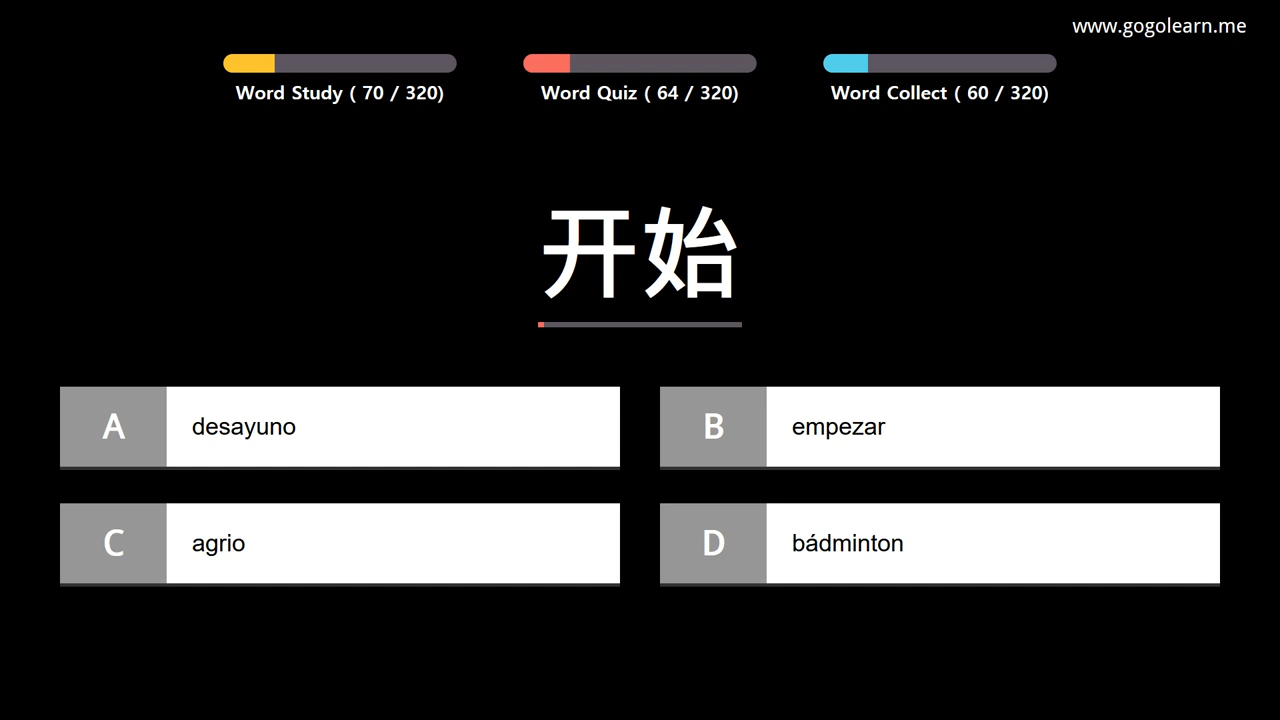 www.gogolearn.me
Word Study ( 70 / 320)
Word Quiz ( 64 / 320)
Word Collect ( 60 / 320)
开始
A desayuno
B empezar
C agrio
D bádminton